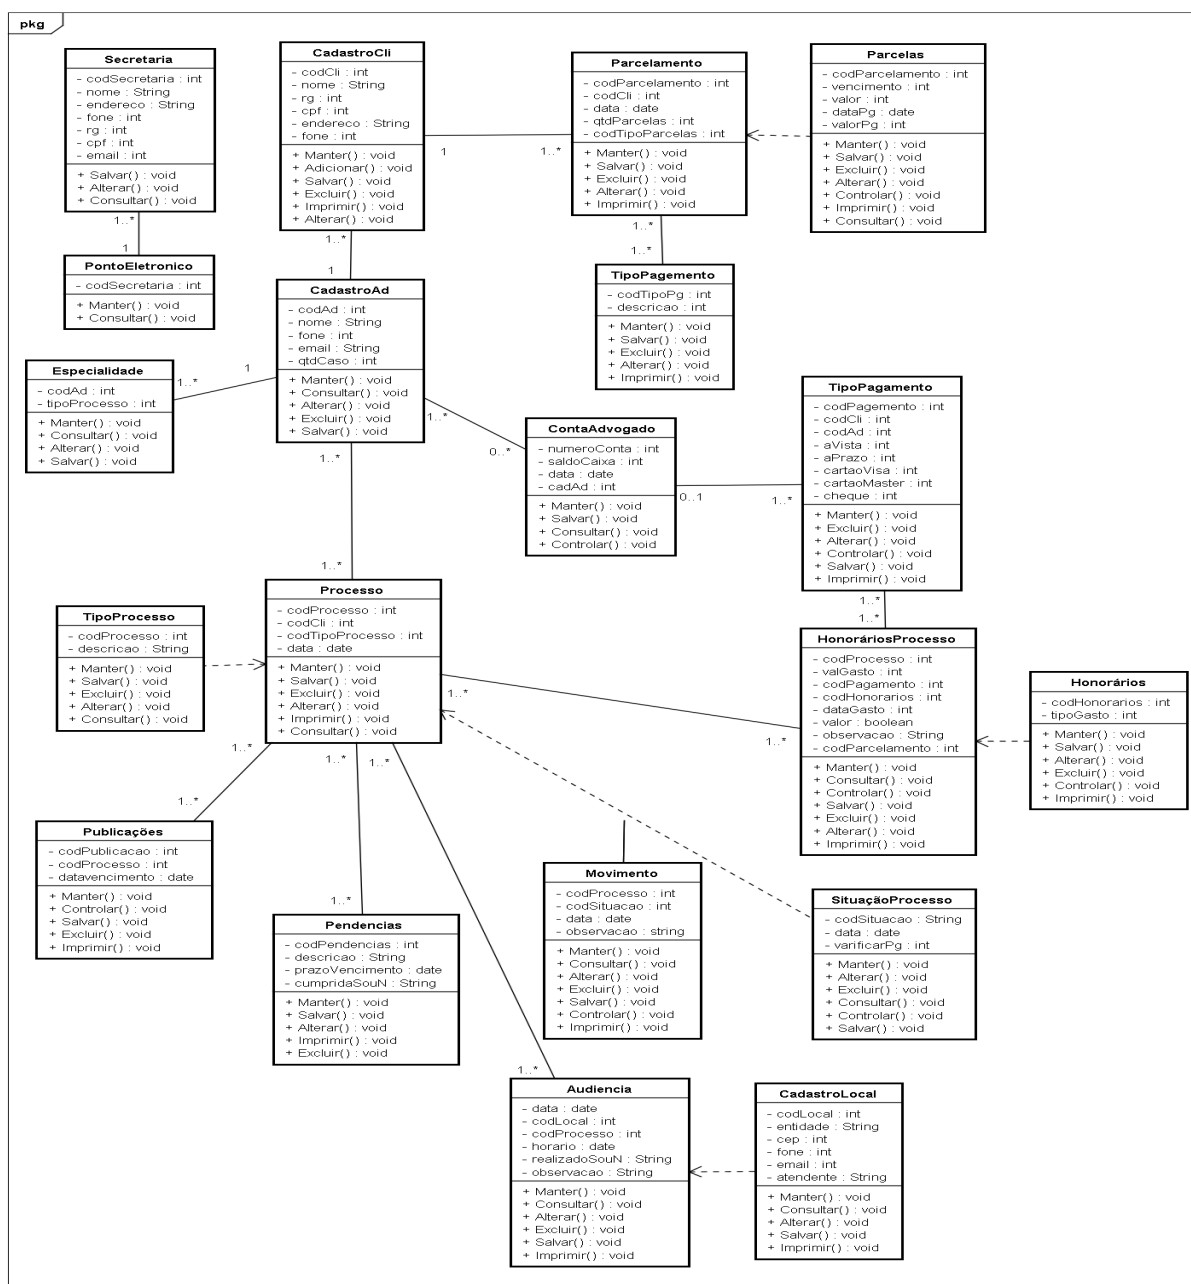 pkg
Secretaria
- codSecretaria : int
- nome : String
- endereco : String
- fone : int
- rg : int
- cpf : int
- email : int
+ Salvar() : void
+ Alterar() : void
+ Consultar() : void
1..*
1
PontoEletronico
- codSecretaria : int
+ Manter() : void
+ Consultar() : void
CadastroCli
- codCli : int
- nome : String
- rg : int
- cpf : int
- endereco : String
- fone : int
+ Manter() : void
+ Adicionar() : void
+ Salvar() : void
+ Excluir() : void
+ Imprimir() : void
+ Alterar() : void
1
1..*
1..*
1
Parcelamento
- codParcelamento : int
- codCli : int
- data : date
- qtdParcelas : int
- codTipoParcelas : int
+ Manter() : void
+ Salvar() : void
+ Excluir() : void
+ Alterar() : void
+ Imprimir() : void
1..*
1..*
Parcelas
- codParcelamento : int
- vencimento : int
- valor : int
- dataPg : date
- valorPg : int
+ Manter() : void
+ Salvar() : void
+ Excluir() : void
+ Alterar() : void
+ Controlar() : void
+ Imprimir() : void
+ Consultar() : void
TipoPagemento
- codTipoPg : int
- descricao : int
+ Manter() : void
+ Salvar() : void
+ Excluir() : void
+ Alterar() : void
+ Imprimir() : void
CadastroAd
- codAd : int
- nome : String
- fone : int
- email : String
- qtdCaso : int
+ Manter() : void
+ Consultar() : void
+ Alterar() : void
+ Excluir() : void
+ Salvar() : void
Especialidade
- codAd : int
- tipoProcesso : int
+ Manter() : void
+ Consultar() : void
+ Alterar() : void
+ Salvar() : void
1..*
1
1..*
0..*
ContaAdvogado
- numeroConta : int
- saldoCaixa : int
- data : date
- cadAd : int
+ Manter() : void
+ Salvar() : void
+ Consultar() : void
+ Controlar() : void
0..1
1..*
TipoPagamento
- codPagemento : int
- codCli : int
- codAd : int
- aVista : int
- aPrazo : int
- cartaoVisa : int
- cartaoMaster : int
- cheque : int
+ Manter() : void
+ Excluir() : void
+ Alterar() : void
+ Controlar() : void
+ Salvar() : void
+ Imprimir() : void
1..*
1..*
1..*
1..*
TipoProcesso
- codProcesso : int
- descricao : String
+ Manter() : void
+ Salvar() : void
+ Excluir() : void
+ Alterar() : void
+ Consultar() : void
Processo
- codProcesso : int
- codCli : int
- codTipoProcesso : int
- data : date
+ Manter() : void
+ Salvar() : void
+ Excluir() : void
+ Alterar() : void
+ Imprimir() : void
+ Consultar() : void
1..*
1..*
HonoráriosProcesso
- codProcesso : int
- valGasto : int
- codPagamento : int
- codHonorarios : int
- dataGasto : int
- valor : boolean
- observacao : String
- codParcelamento : int
+ Manter() : void
+ Consultar() : void
+ Controlar() : void
+ Salvar() : void
+ Excluir() : void
+ Alterar() : void
+ Imprimir() : void
Honorários
- codHonorarios : int
- tipoGasto : int
+ Manter() : void
+ Salvar() : void
+ Alterar() : void
+ Excluir() : void
+ Controlar() : void
+ Imprimir() : void
1..*
1..*
1..*
1..*
Publicações
- codPublicacao : int
- codProcesso : int
- datavencimento : date
+ Manter() : void
+ Controlar() : void
+ Salvar() : void
+ Excluir() : void
+ Imprimir() : void
1..*
Pendencias
- codPendencias : int
- descricao : String
- prazoVencimento : date
- cumpridaSouN : String
+ Manter() : void
+ Salvar() : void
+ Alterar() : void
+ Imprimir() : void
+ Excluir() : void
Movimento
- codProcesso : int
- codSituacao : int
- data : date
- observacao : string
+ Manter() : void
+ Consultar() : void
+ Alterar() : void
+ Excluir() : void
+ Salvar() : void
+ Controlar() : void
+ Imprimir() : void
SituaçãoProcesso
- codSituacao : String
- data : date
- varificarPg : int
+ Manter() : void
+ Alterar() : void
+ Excluir() : void
+ Consultar() : void
+ Controlar() : void
+ Salvar() : void
1..*
Audiencia
- data : date
- codLocal : int
- codProcesso : int
- horario : date
- realizadoSouN : String
- observacao : String
+ Manter() : void
+ Consultar() : void
+ Alterar() : void
+ Excluir() : void
+ Salvar() : void
+ Imprimir() : void
CadastroLocal
- codLocal : int
- entidade : String
- cep : int
- fone : int
- email : int
- atendente : String
+ Manter() : void
+ Consultar() : void
+ Alterar() : void
+ Salvar() : void
+ Imprimir() : void